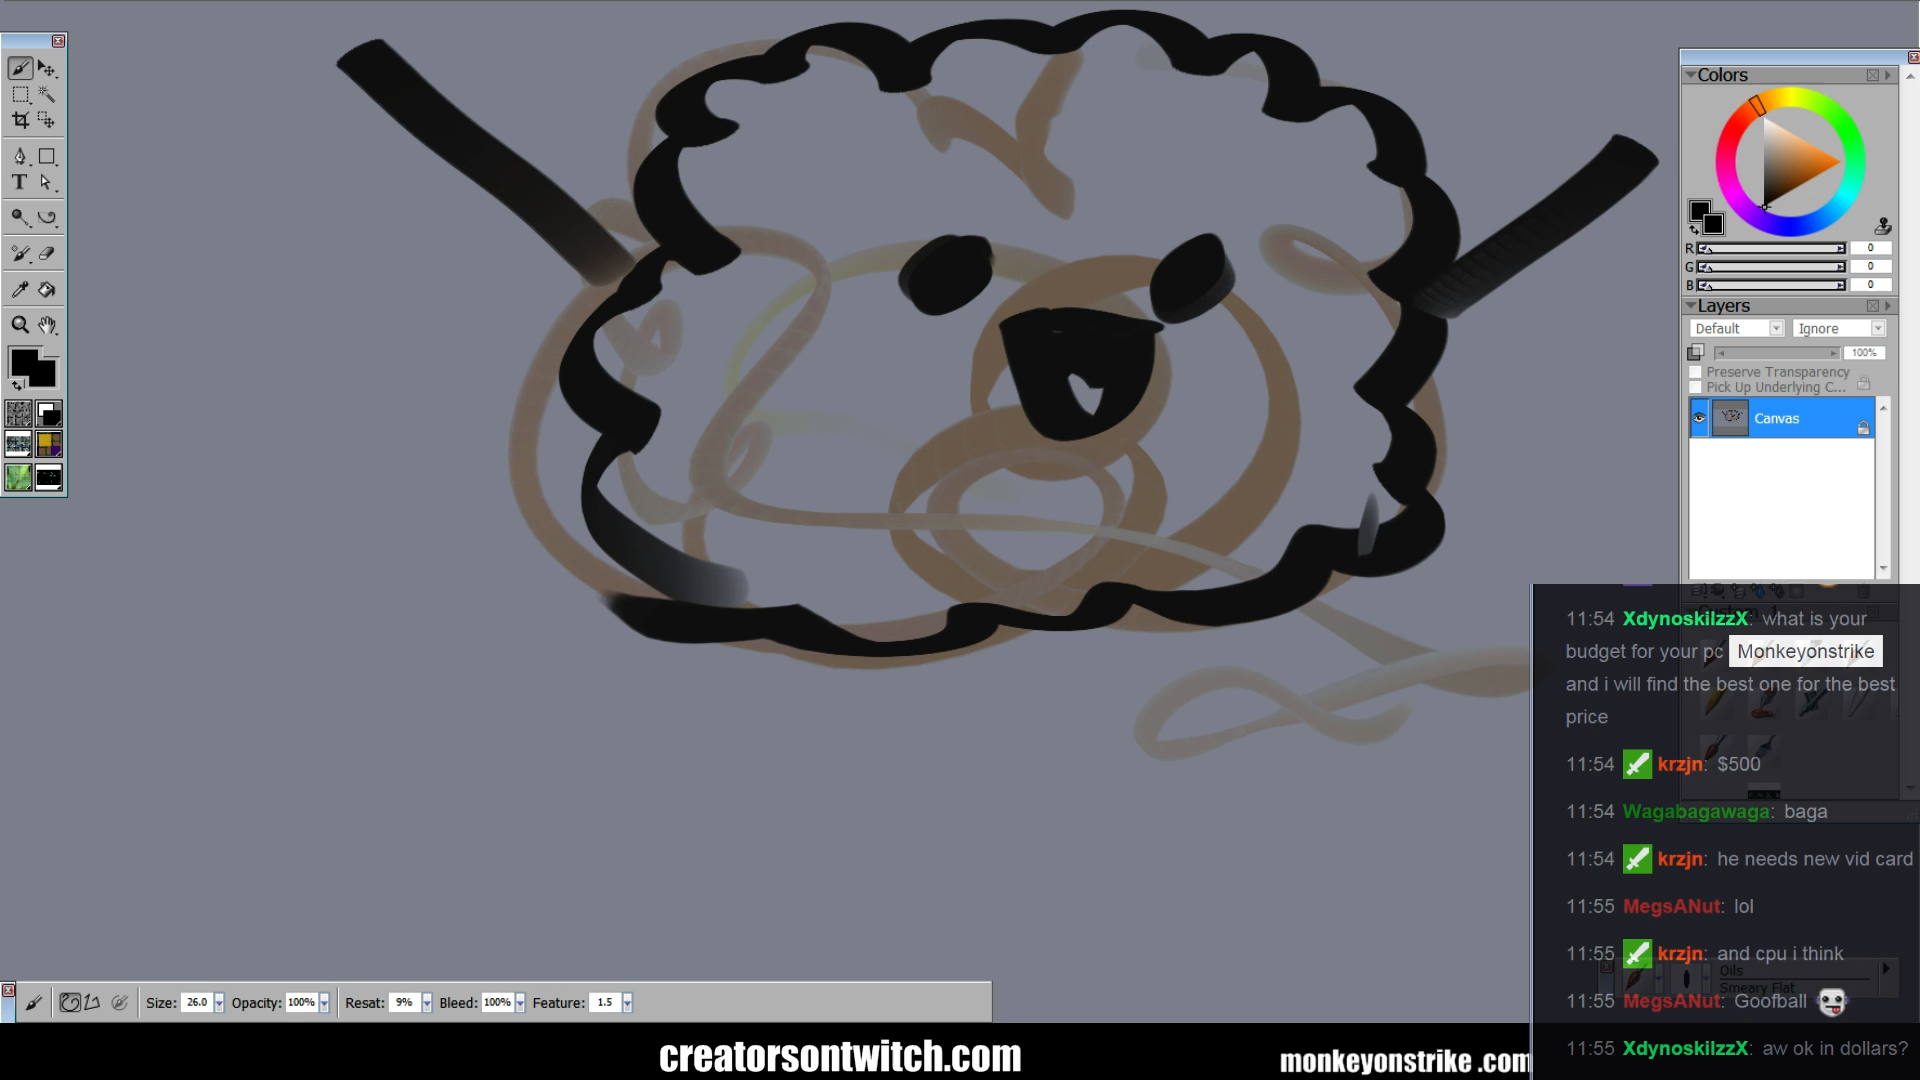 Colors
T
R 0
G 0
B 0
Layers
Default Ignore
100%
Preserve Transparency
Pick Up Underlying C...
Canvas
11:54 XdynoskilzzX: what is your
budget for your pc Monkeyonstrike
and i will find the best one for the best
price
11:54 krzjn: $500
11:54 Wagabagawaga: baga
11:54 krzjn: he needs new vid card
11:55 MegsANut: lol
11:55 krzjn: and cpu i think
Oils
Smeary Flat
11:55 MegsANut: Goofball
11:55 XdynoskilzzX: aw ok in dollars?
Size: 26.0 Opacity: 100% Resat: 9% Bleed: 100% Feature: 1.5
creatorsontwitch.com
monkeyonstrike .com